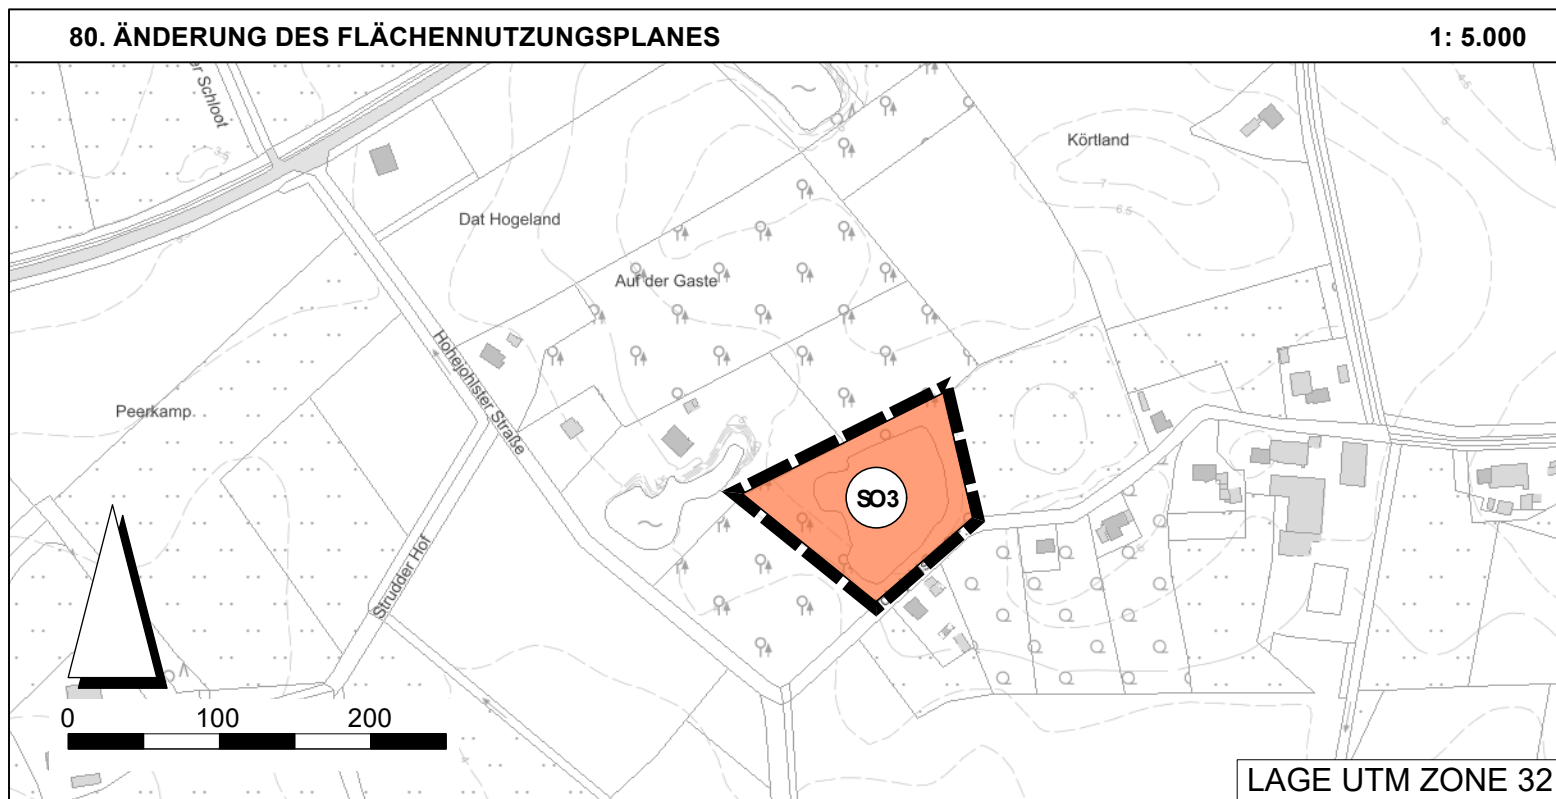 80. ÄNDERUNG DES FLÄCHENNUTZUNGSPLANES
1: 5.000
Schloot
Körtland
Dat Hogeland
Auf der Gaste
Hohejohlster Straße
Peerkamp
SO3
Strudder Hof
0 100 200
LAGE UTM ZONE 32